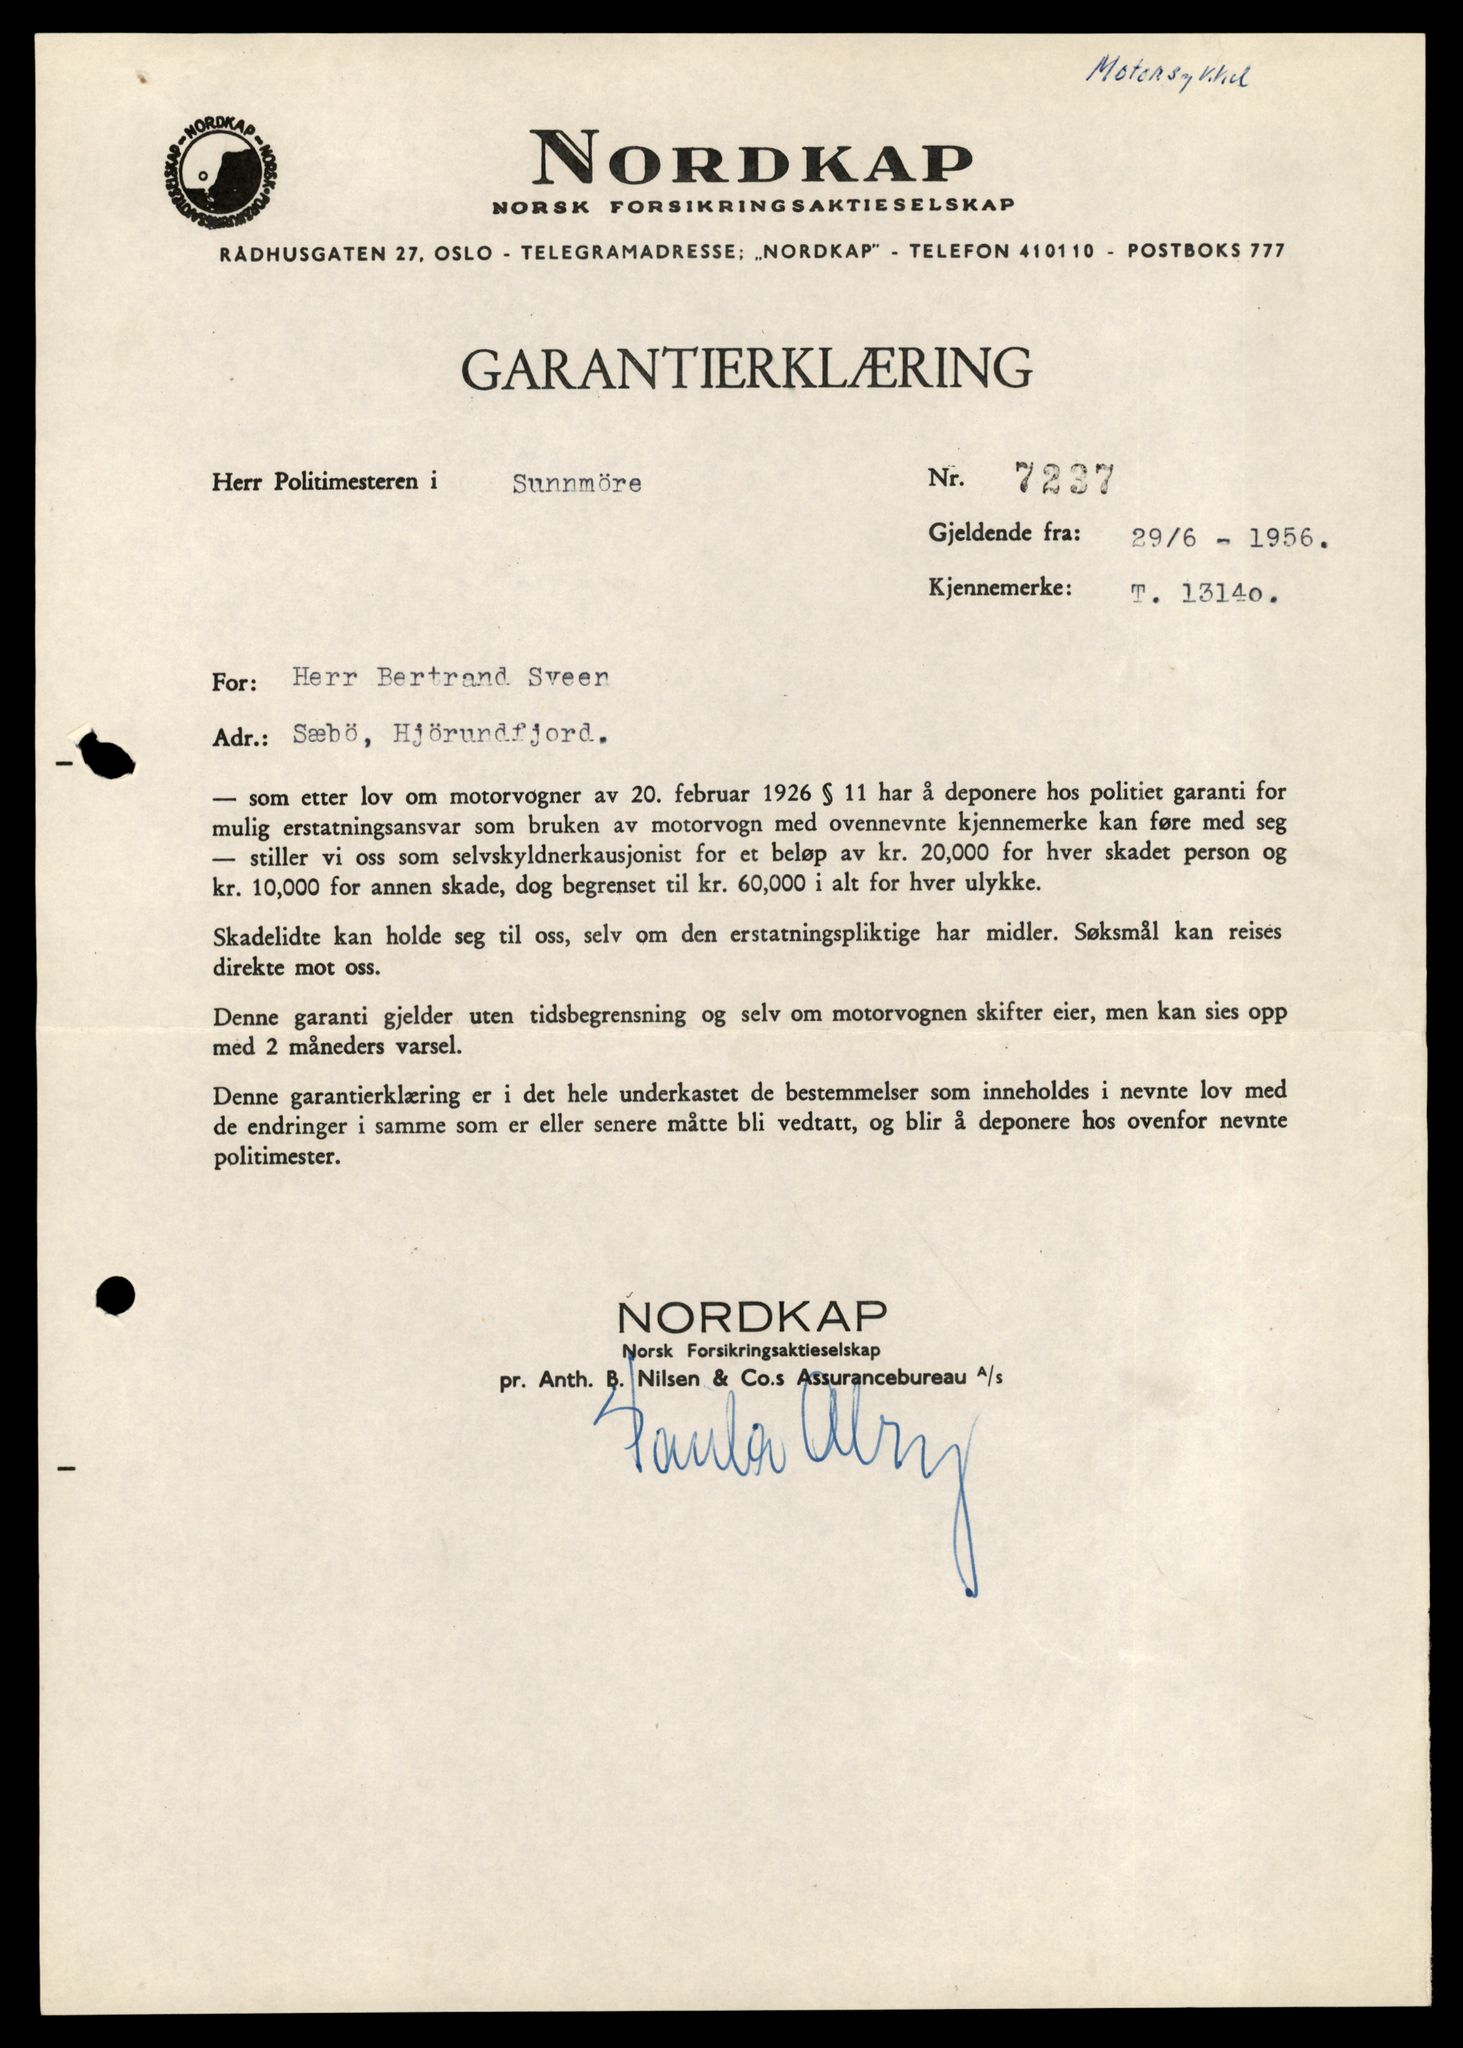 Motorsykkel
NORDKAP – NORSK FORSIKRINGSAKTIESELSKAP
NORDKAP
NORSK FORSIKRINGSAKTIESELSKAP
RÅDHUSGATEN 27, OSLO - TELEGRAMADRESSE; „NORDKAP” - TELEFON 410110 - POSTBOKS 777
GARANTIERKLÆRING
Herr Politimesteren i Sunnmöre
Nr. 7237
Gjeldende fra: 29/6 - 1956.
Kjennemerke: T. 1314o.
For: Herr Bertrand Sveen
Adr.: Sæbö, Hjörundfjord.
— som etter lov om motorvogner av 20. februar 1926 § 11 har å deponere hos politiet garanti for
mulig erstatningsansvar som bruken av motorvogn med ovennevnte kjennemerke kan føre med seg
— stiller vi oss som selvskyldnerkausjonist for et beløp av kr. 20,000 for hver skadet person og
kr. 10,000 for annen skade, dog begrenset til kr. 60,000 i alt for hver ulykke.
Skadelidte kan holde seg til oss, selv om den erstatningspliktige har midler. Søksmål kan reises
direkte mot oss.
Denne garanti gjelder uten tidsbegrensning og selv om motorvognen skifter eier, men kan sies opp
med 2 måneders varsel.
Denne garantierklæring er i det hele underkastet de bestemmelser som inneholdes i nevnte lov med
de endringer i samme som er eller senere måtte bli vedtatt, og blir å deponere hos ovenfor nevnte
politimester.
NORDKAP
Norsk Forsikringsaktieselskap
pr. Anth. B. Nilsen & Co.s Assurancebureau A/s
Paula